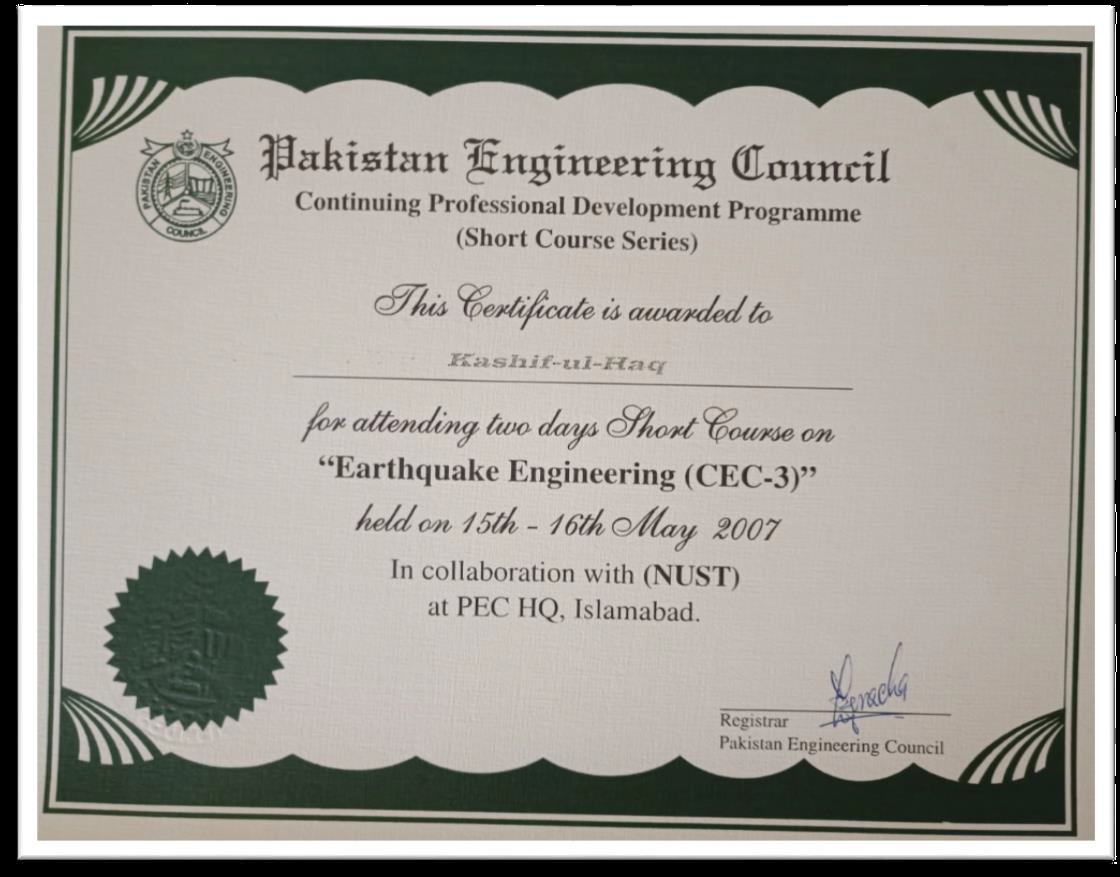 Pakistan Engineering Council
Continuing Professional Development Programme
(Short Course Series)
PAKISTAN ENGINEERING COUNCIL
This Certificate is awarded to
Kashif-ul-Haq
for attending two days Short Course on
“Earthquake Engineering (CEC-3)”
held on 15th - 16th May 2007
In collaboration with (NUST)
at PEC HQ, Islamabad.
Registrar
Pakistan Engineering Council